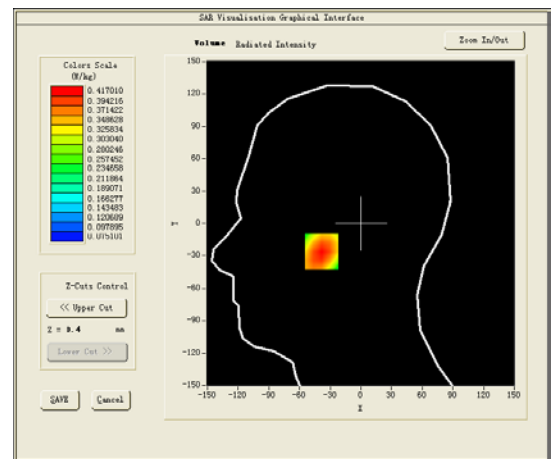 SAR Visualisation Graphical Interface
Volume Radiated Intensity
Zoom In/Out
Colors Scale
(W/kg)
0.417010
0.394216
0.371422
0.348628
0.325834
0.303040
0.280246
0.257452
0.234658
0.211864
0.189071
0.166277
0.143483
0.120689
0.097895
0.075101
Z-Cuts Control
<< Upper Cut
Z = 0.4 mm
Lower Cut >>
SAVE Cancel
150
120
90
60
30
0
-30
-60
-90
-120
-150
Y
-150 -120 -90 -60 -30 0 30 60 90 120 150
X